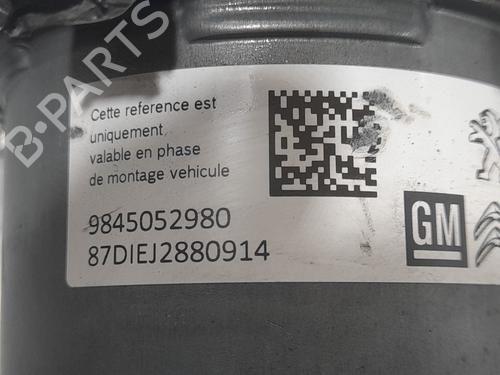 B-PARTS
Cette reference est
uniquement
valable en phase
de montage vehicule
9845052980
87DIEJ2880914
GM